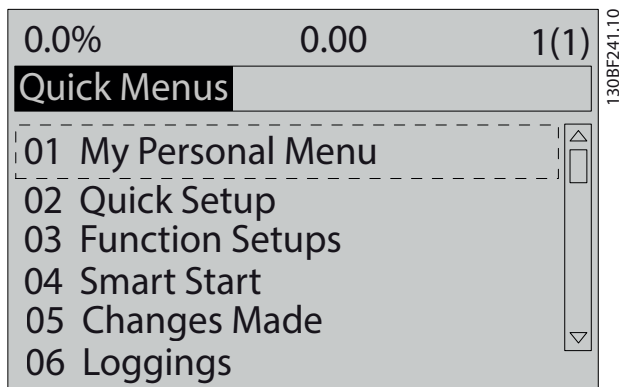 0.0% 0.00 1(1)
Quick Menus
01 My Personal Menu
02 Quick Setup
03 Function Setups
04 Smart Start
05 Changes Made
06 Loggings
130BF241.10